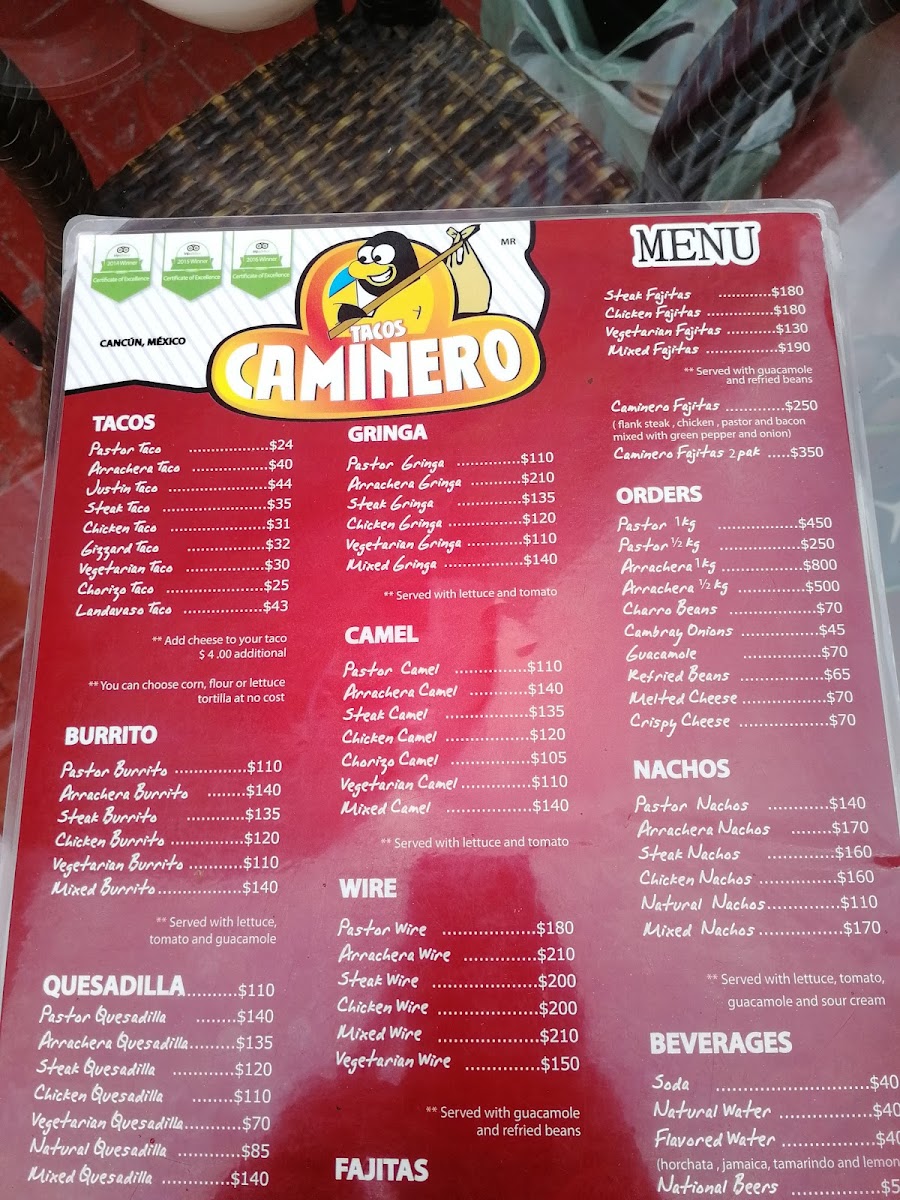 2014 Winner
Certificate of Excellence
2015 Winner
Certificate of Excellence
2016 Winner
Certificate of Excellence
CANCÚN, MÉXICO
MR
TACOS
CAMINERO
TACOS
Pastor Taco ..................$24
Arrachera Taco ..................$40
Justin Taco ..................$44
Steak Taco ..................$35
Chicken Taco ..................$31
Gizzard Taco ..................$32
Vegetarian Taco ..................$30
Chorizo Taco ..................$25
Landavaso Taco ..................$43
** Add cheese to your taco
$ 4 .00 additional
** You can choose corn, flour or lettuce
tortilla at no cost
BURRITO
Pastor Burrito ................$110
Arrachera Burrito .........$140
Steak Burrito ..............$135
Chicken Burrito ............$120
Vegetarian Burrito ............$110
Mixed Burrito..................$140
** Served with lettuce,
tomato and guacamole
QUESADILLA...........$110
Pastor Quesadilla .........$140
Arrachera Quesadilla.........$135
Steak Quesadilla ............$120
Chicken Quesadilla .........$110
Vegetarian Quesadilla............$70
Natural Quesadilla ..............$85
Mixed Quesadilla .............$140
GRINGA
Pastor Gringa .............$110
Arrachera Gringa ...........$210
Steak Gringa ...............$135
Chicken Gringa ...............$120
Vegetarian Gringa ............$110
Mixed Gringa ................$140
** Served with lettuce and tomato
CAMEL
Pastor Camel .............$110
Arrachera Camel ............$140
Steak Camel ................$135
Chicken Camel ..............$120
Chorizo Camel .............$105
Vegetarian Camel ..............$110
Mixed Camel ..............$140
** Served with lettuce and tomato
WIRE
Pastor Wire .................$180
Arrachera Wire .............$210
Steak Wire ...................$200
Chicken Wire .................$200
Mixed Wire .................$210
Vegetarian Wire .............$150
** Served with guacamole
and refried beans
FAJITAS
MENU
Steak Fajitas ............$180
Chicken Fajitas ...............$180
Vegetarian Fajitas ...........$130
Mixed Fajitas ................$190
** Served with guacamole
and refried beans
Caminero Fajitas .............$250
( flank steak , chicken , pastor and bacon
mixed with green pepper and onion)
Caminero Fajitas 2 pak .....$350
ORDERS
Pastor 1kg ................$450
Pastor ½ kg ................$250
Arrachera 1kg ......................$800
Arrachera ½ kg ................$500
Charro Beans .................$70
Cambray Onions ...............$45
Guacamole ................$70
Refried Beans .................$65
Melted Cheese .................$70
Crispy Cheese ..................$70
NACHOS
Pastor Nachos ............$140
Arrachera Nachos .......$170
Steak Nachos .............$160
Chicken Nachos ...............$160
Natural Nachos...............$110
Mixed Nachos.................$170
** Served with lettuce, tomato,
guacamole and sour cream
BEVERAGES
Soda .............................$40
Natural Water ..................$40
Flavored Water ..................$40
(horchata , jamaica, tamarindo and lemon
National Beers ....................$5